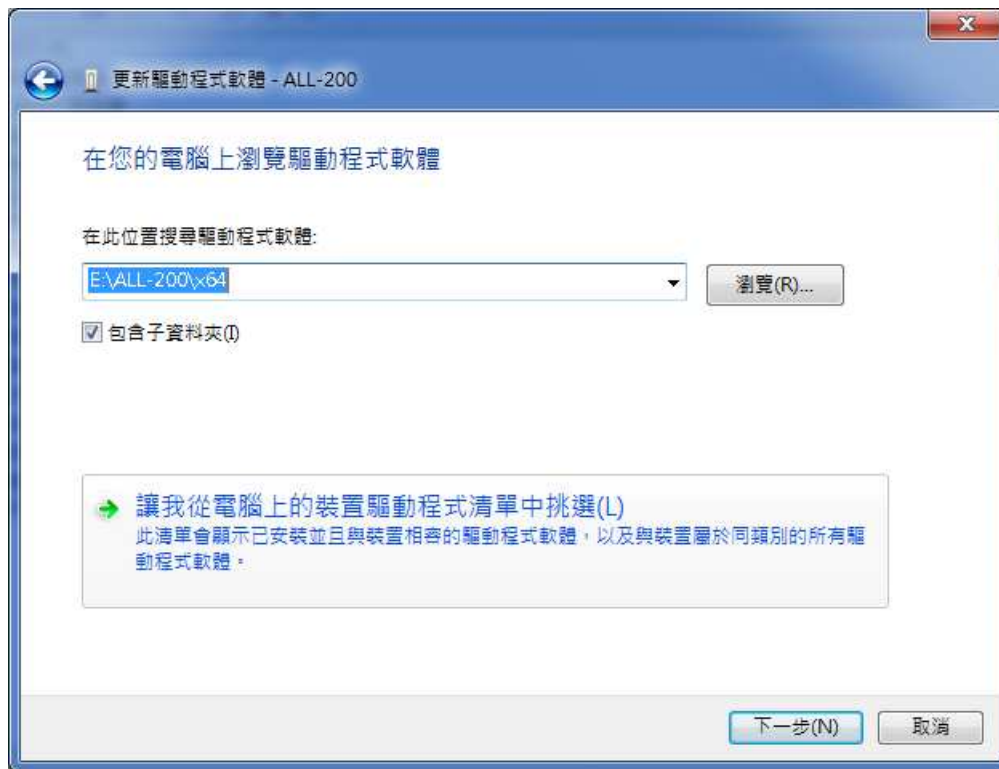 更新驅動程式軟體 - ALL-200
在您的電腦上瀏覽驅動程式軟體
在此位置搜尋驅動程式軟體:
E:\ALL-200\x64
瀏覽(R)...
包含子資料夾(I)
讓我從電腦上的裝置驅動程式清單中挑選(L)
此清單會顯示已安裝並且與裝置相容的驅動程式軟體，以及與裝置屬於同類別的所有驅
動程式軟體。
下一步(N)
取消